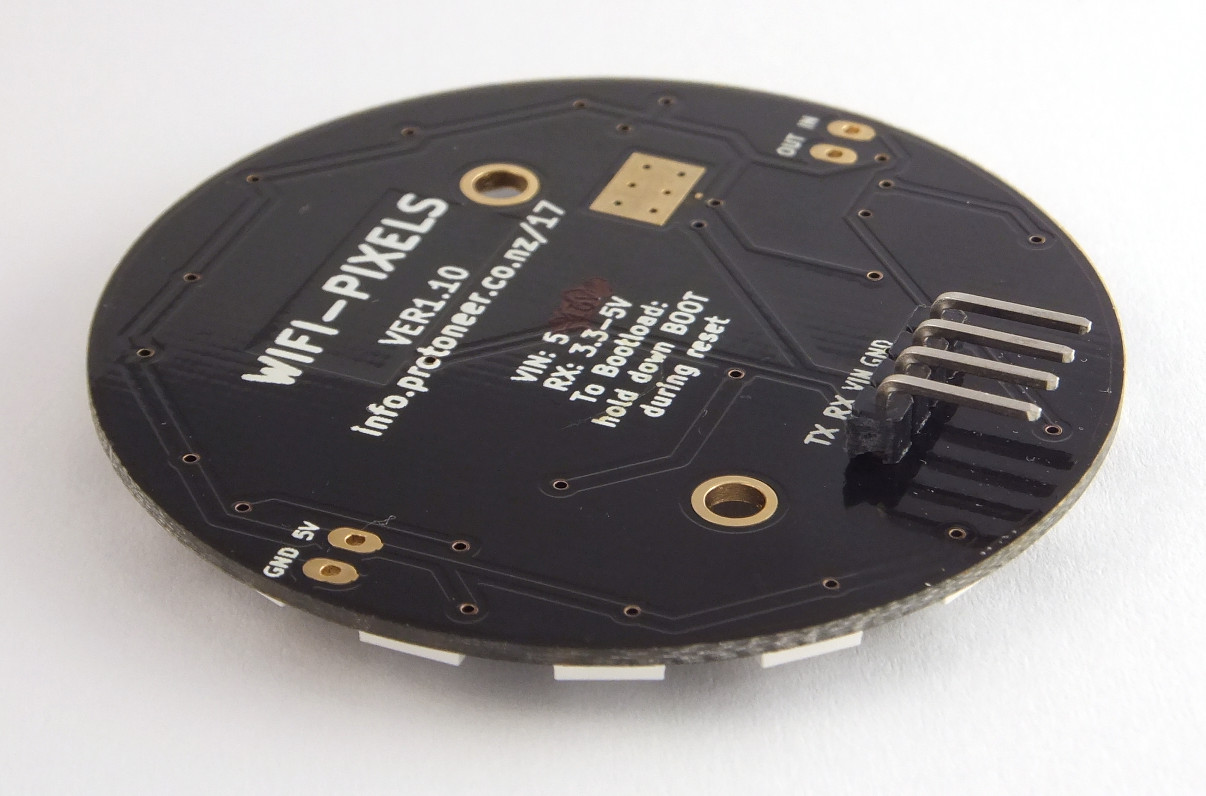 WIFI-PIXELS
VER1.10
info.protoneer.co.nz/17
VIN: 5
RX: 3.3-5V
To Bootload:
hold down BOOT
during reset
OUT IN
TX RX VIN GND
GND 5V